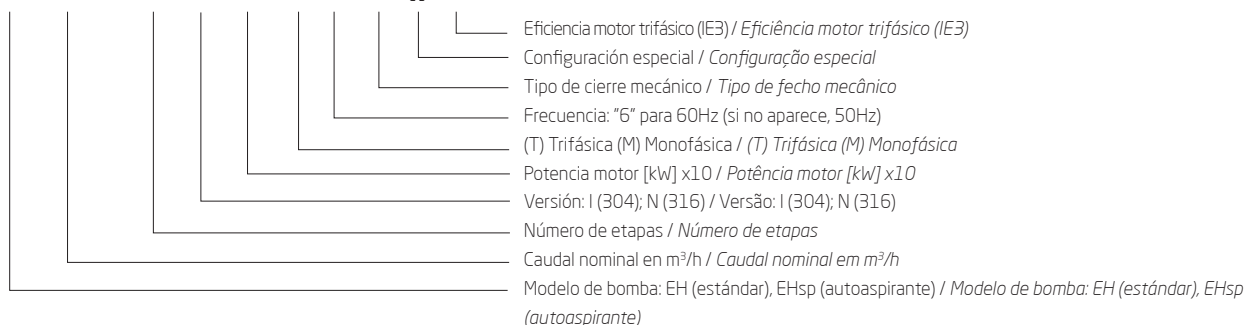 Eficiencia motor trifásico (IE3) / Eficiência motor trifásico (IE3)
Configuración especial / Configuração especial
Tipo de cierre mecánico / Tipo de fecho mecânico
Frecuencia: "6" para 60Hz (si no aparece, 50Hz)
(T) Trifásica (M) Monofásica / (T) Trifásica (M) Monofásica
Potencia motor [kW] x10 / Potência motor [kW] x10
Versión: I (304); N (316) / Versão: I (304); N (316)
Número de etapas / Número de etapas
Caudal nominal en m³/h / Caudal nominal em m³/h
Modelo de bomba: EH (estándar), EHsp (autoaspirante) / Modelo de bomba: EH (estándar), EHsp
(autoaspirante)